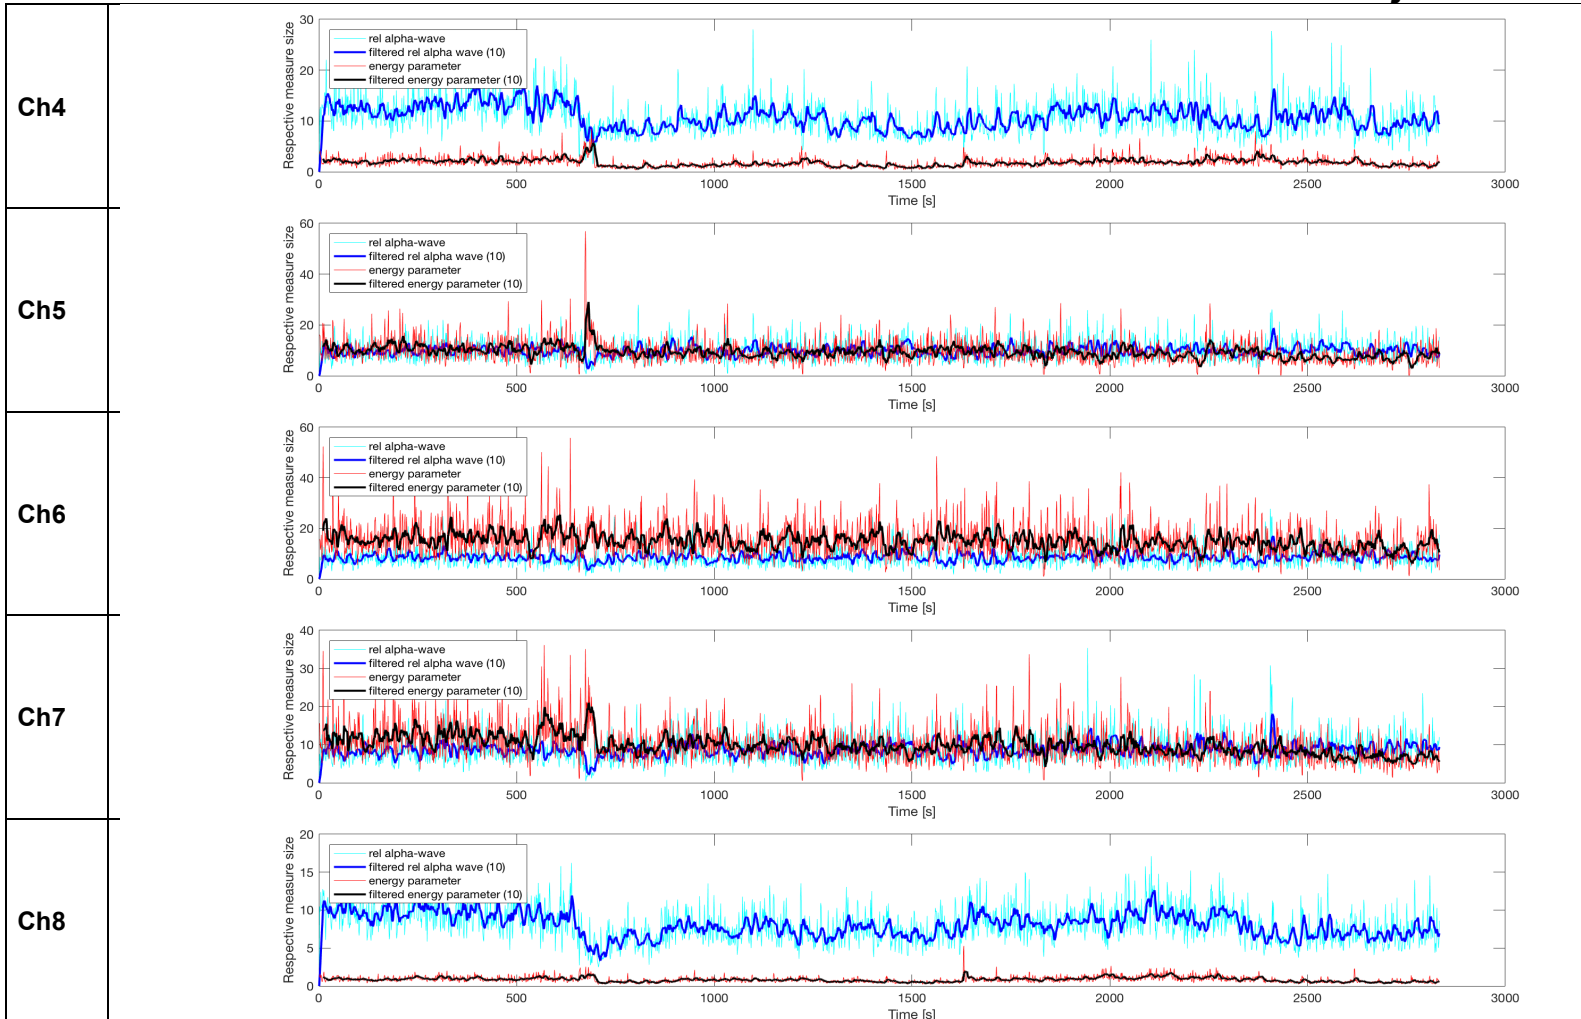 Ch4
Respective measure size
30
20
10
0
rel alpha-wave
filtered rel alpha wave (10)
energy parameter
filtered energy parameter (10)
0 500 1000 1500 2000 2500 3000
Time [s]
Ch5
Respective measure size
60
40
20
0
rel alpha-wave
filtered rel alpha wave (10)
energy parameter
filtered energy parameter (10)
0 500 1000 1500 2000 2500 3000
Time [s]
Ch6
Respective measure size
60
40
20
0
rel alpha-wave
filtered rel alpha wave (10)
energy parameter
filtered energy parameter (10)
0 500 1000 1500 2000 2500 3000
Time [s]
Ch7
Respective measure size
40
30
20
10
0
rel alpha-wave
filtered rel alpha wave (10)
energy parameter
filtered energy parameter (10)
0 500 1000 1500 2000 2500 3000
Time [s]
Ch8
Respective measure size
20
15
10
5
0
rel alpha-wave
filtered rel alpha wave (10)
energy parameter
filtered energy parameter (10)
0 500 1000 1500 2000 2500 3000
Time [s]